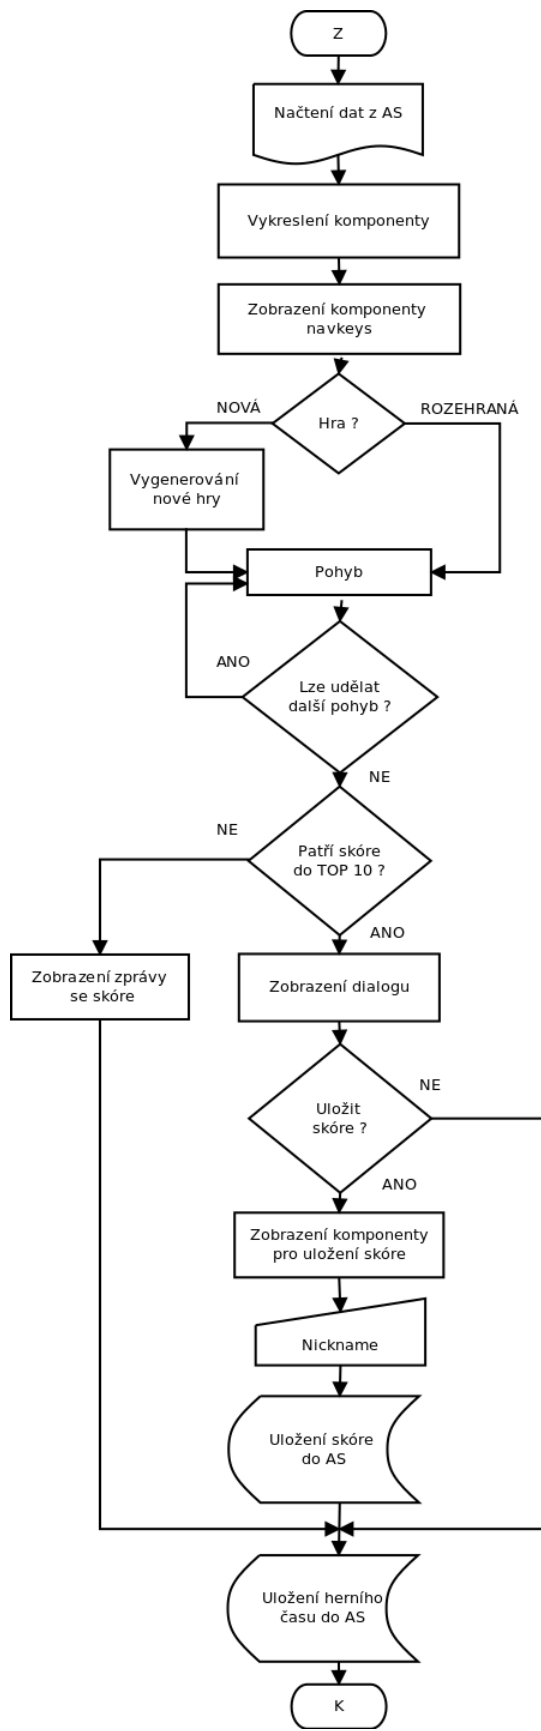 Z
Načtení dat z AS
Vykreslení komponenty
Zobrazení komponenty
navkeys
Hra ?
NOVÁ
ROZEHRANÁ
Vygenerování
nové hry
Pohyb
ANO
Lze udělat
další pohyb ?
NE
NE
Patří skóre
do TOP 10 ?
ANO
Zobrazení zprávy
se skóre
Zobrazení dialogu
NE
Uložit
skóre ?
ANO
Zobrazení komponenty
pro uložení skóre
Nickname
Uložení skóre
do AS
Uložení herního
času do AS
K